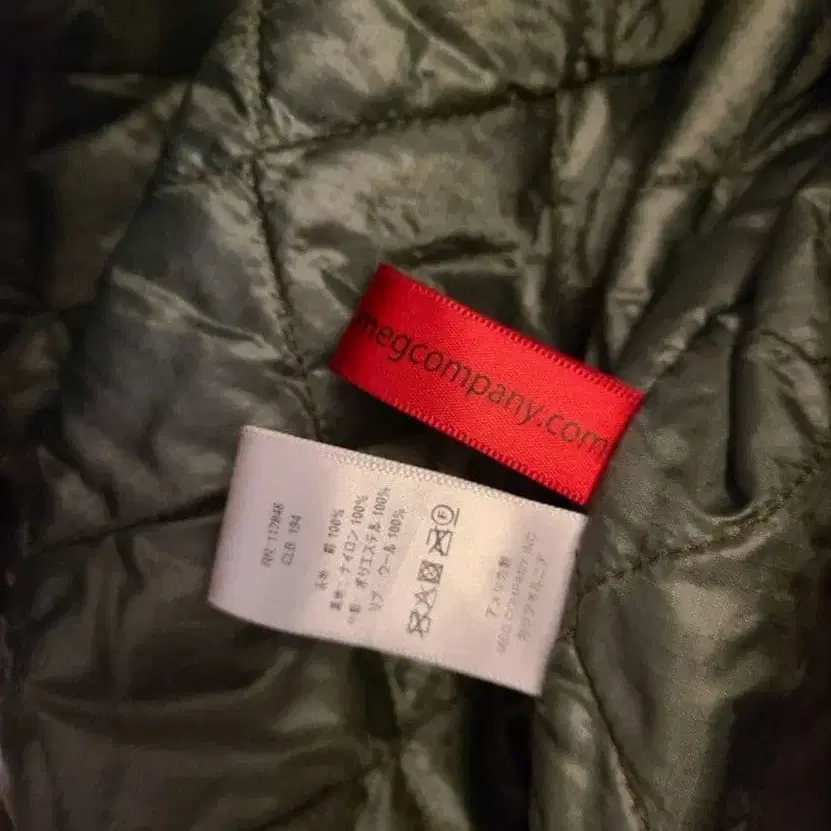 megcompany.com
RN 112846
CLB 194
表地：綿 100%
裏地：ナイロン 100%
中綿：ポリエステル 100%
リブ：ウール 100%
アメリカ製
MEG COMPANY INC
カリフォルニア